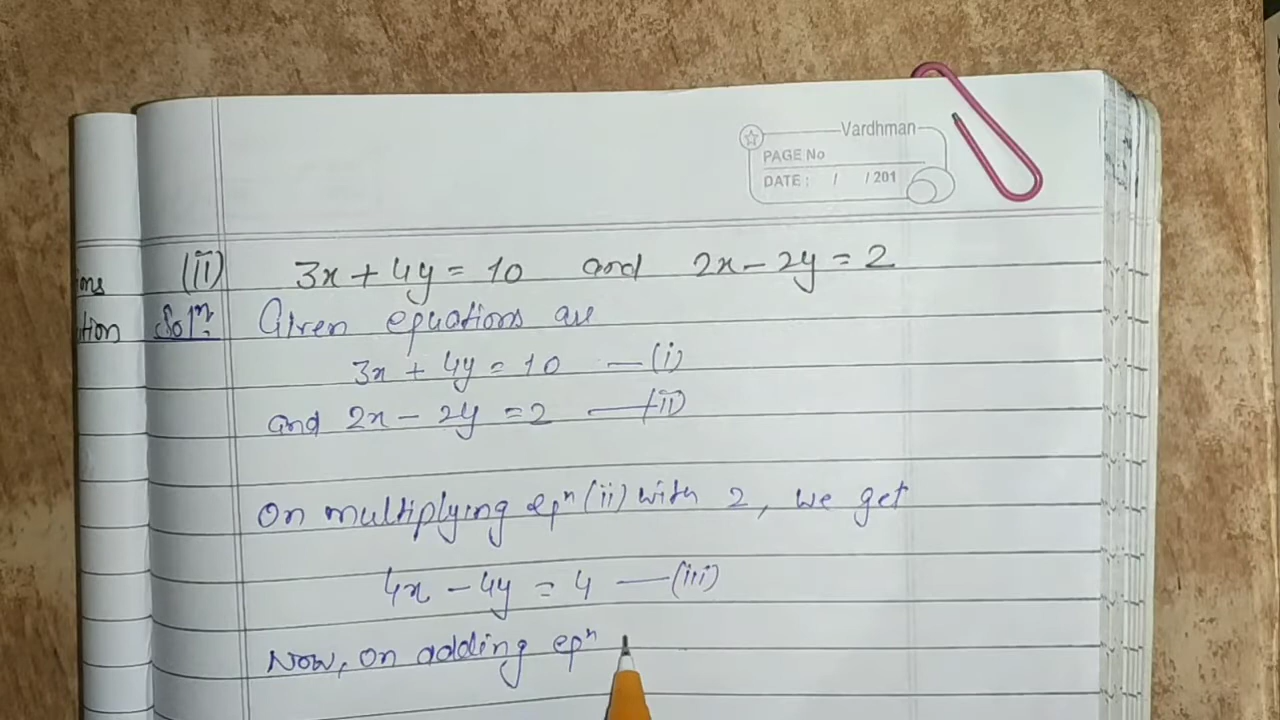 Vardhman
PAGE No
DATE : / / 201
(ii) 3x + 4y = 10 and 2x - 2y = 2
ons
tion
Solⁿ: Given equations are
3x + 4y = 10 — (i)
and 2x - 2y = 2 — (ii)
On multiplying eqⁿ (ii) with 2, we get
4x - 4y = 4 — (iii)
Now, on adding eqⁿ